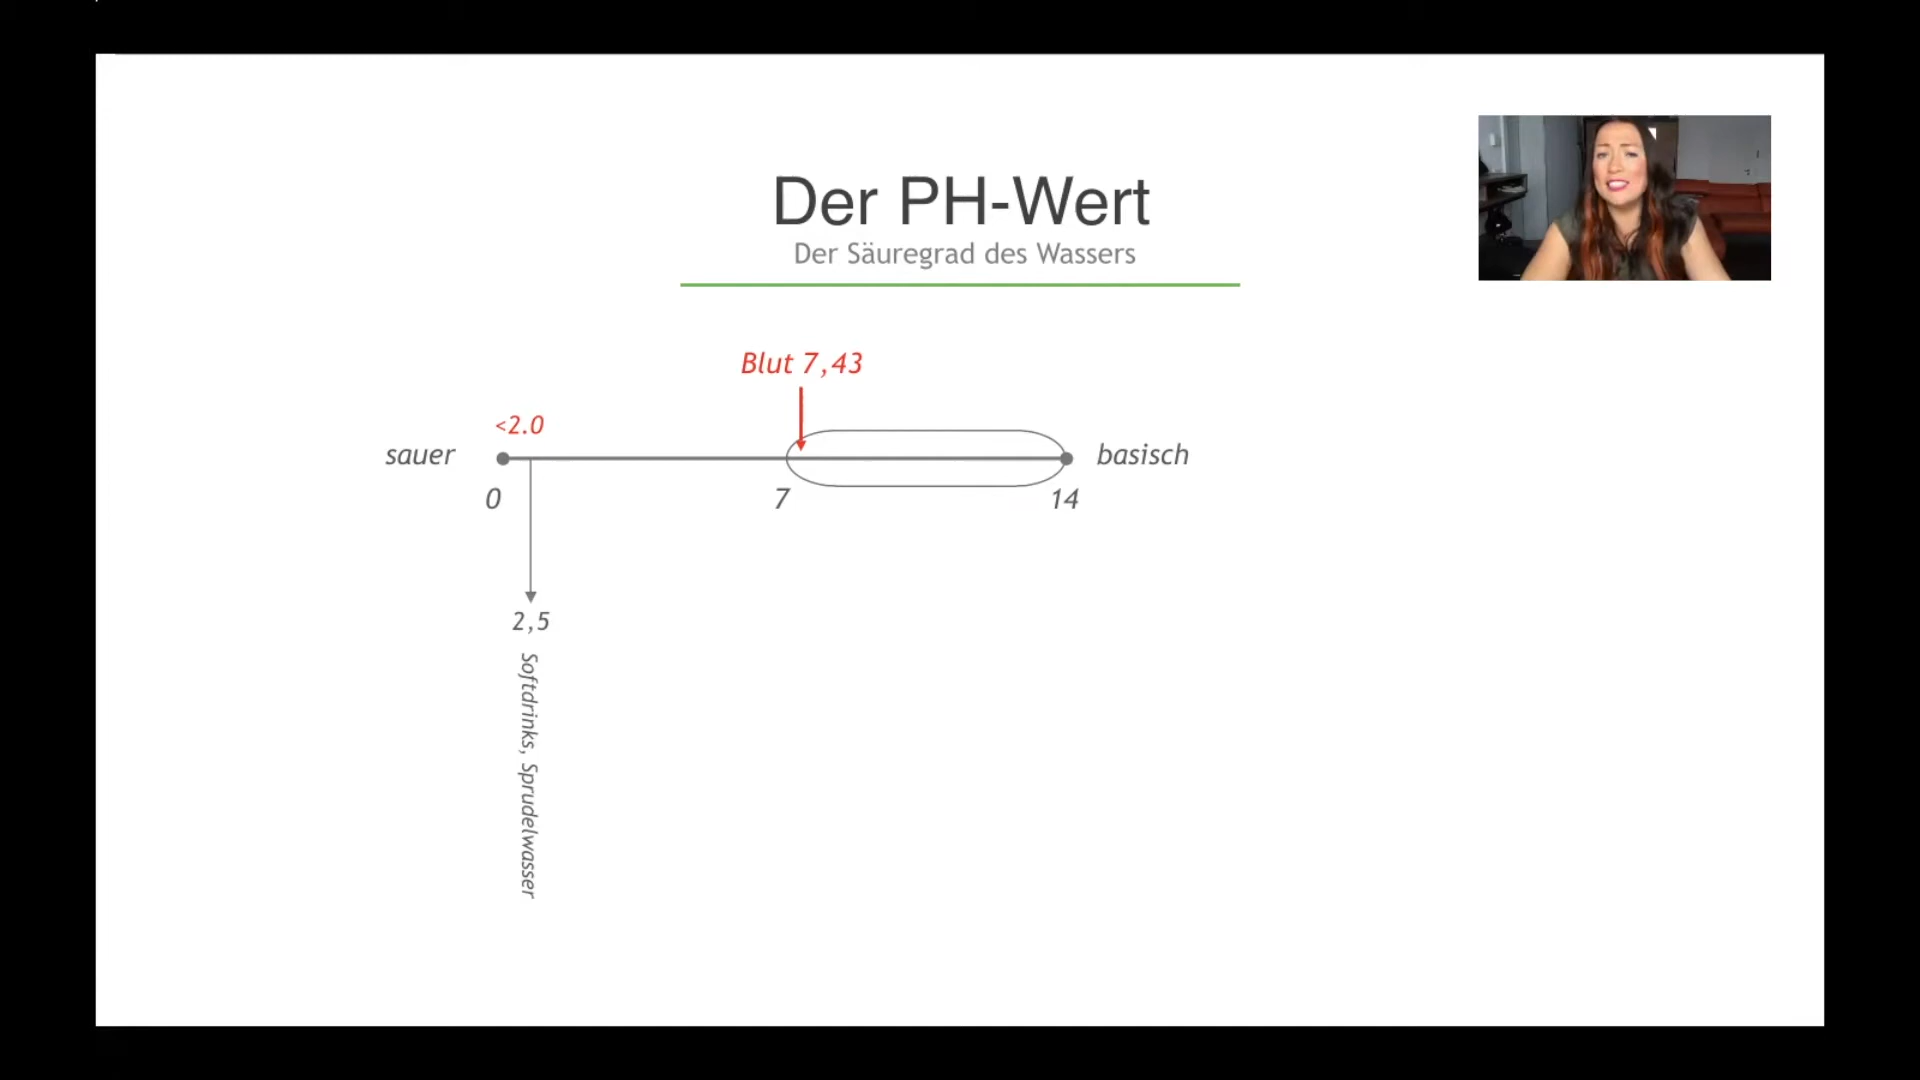 Der PH-Wert
Der Säuregrad des Wassers
Blut 7,43
<2.0
sauer
basisch
0
7
14
2,5
Softdrinks, Sprudelwasser